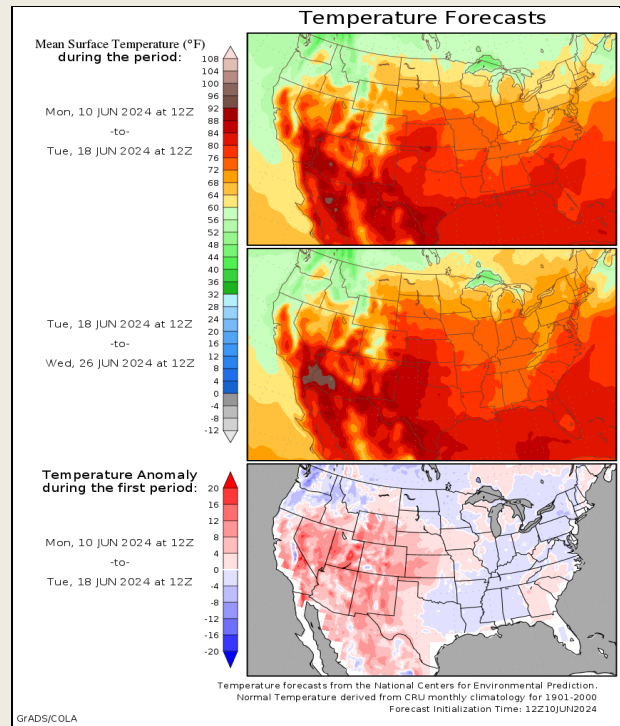 Temperature Forecasts
Mean Surface Temperature (°F)
during the period:
Mon, 10 JUN 2024 at 12Z
-to-
Tue, 18 JUN 2024 at 12Z
108
104
100
96
92
88
84
80
76
72
68
64
60
56
52
48
44
40
36
32
28
24
20
16
12
8
4
0
-4
-8
-12
Tue, 18 JUN 2024 at 12Z
-to-
Wed, 26 JUN 2024 at 12Z
Temperature Anomaly
during the first period:
Mon, 10 JUN 2024 at 12Z
-to-
Tue, 18 JUN 2024 at 12Z
20
16
12
8
4
0
-4
-8
-12
-16
-20
Temperature forecasts from the National Centers for Environmental Prediction.
Normal Temperature derived from CRU monthly climatology for 1901-2000
Forecast Initialization Time: 12Z10JUN2024
GrADS/COLA